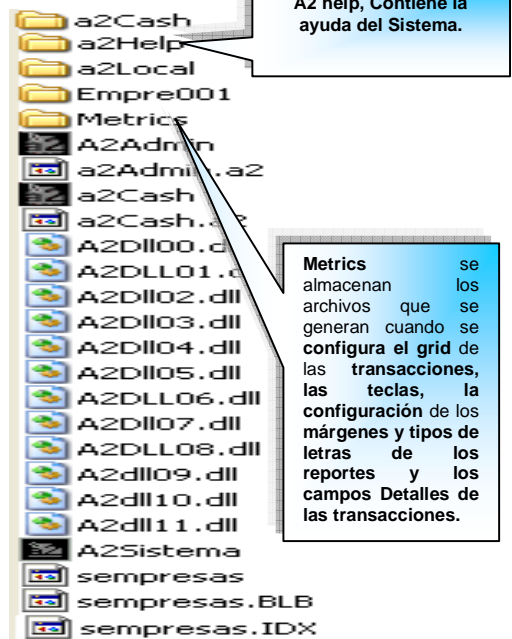 a2Cash
A2 help, Contiene la
ayuda del Sistema.
a2Help
a2Local
Empre001
Metrics
A2Admin
a2Admin.a2
a2Cash
a2Cash.a2
A2Dll00.d
A2DLL01.
A2Dll02.dll
A2Dll03.dll
A2Dll04.dll
A2Dll05.dll
A2DLL06.dll
A2Dll07.dll
A2DLL08.dll
A2dll09.dll
A2dll10.dll
A2dll11.dll
A2Sistema
sempresas
sempresas.BLB
sempresas.IDX
Metrics se
almacenan los
archivos que se
generan cuando se
configura el grid de
las transacciones,
las teclas, la
configuración de los
márgenes y tipos de
letras de los
reportes y los
campos Detalles de
las transacciones.